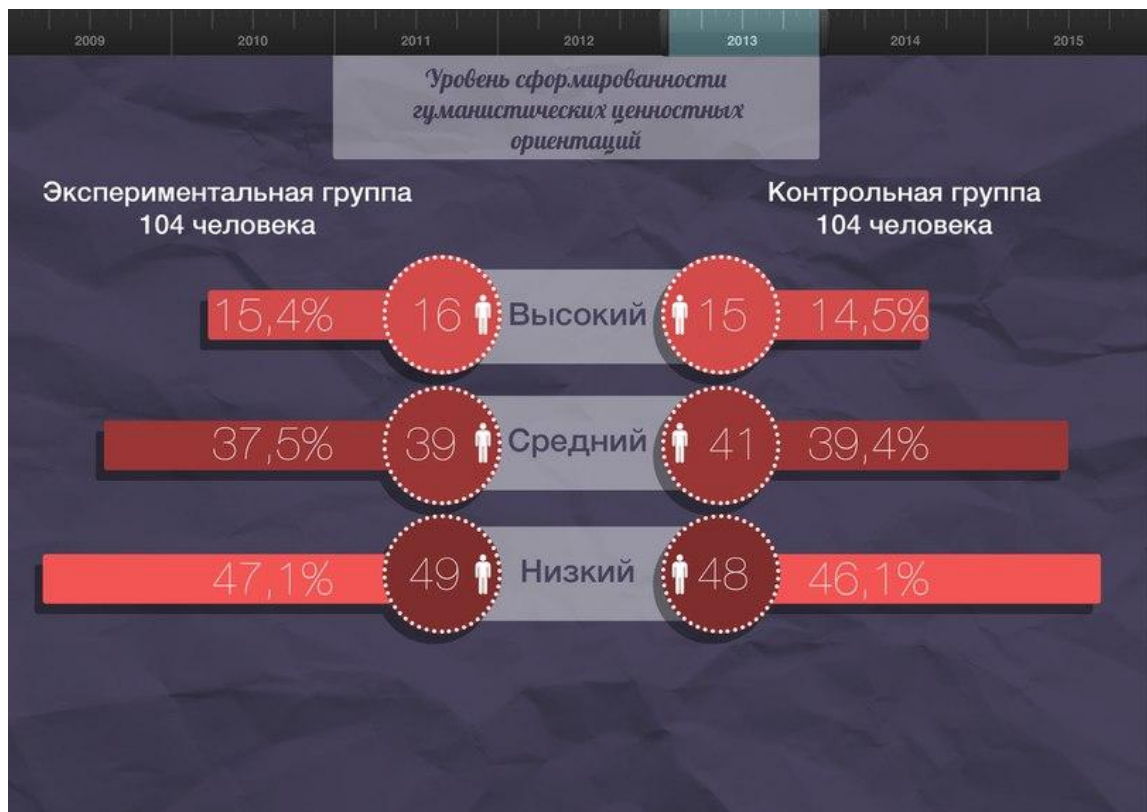 2009 2010 2011 2012 2013 2014 2015
Уровень сформированности
гуманистических ценностных
ориентаций
Экспериментальная группа
104 человека
Контрольная группа
104 человека
15,4% 16 Высокий 15 14,5%
37,5% 39 Средний 41 39,4%
47,1% 49 Низкий 48 46,1%